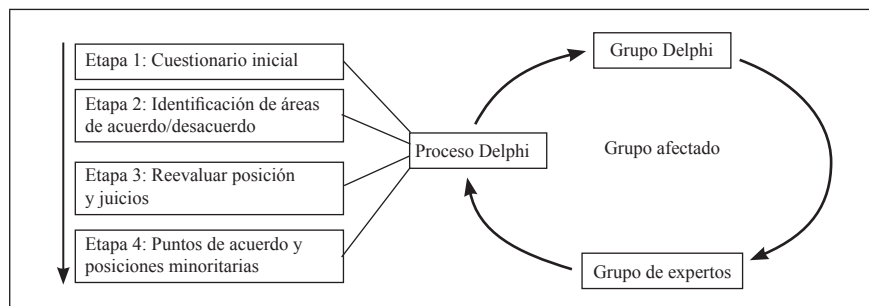 Etapa 1: Cuestionario inicial
Etapa 2: Identificación de áreas
de acuerdo/desacuerdo
Etapa 3: Reevaluar posición
y juicios
Etapa 4: Puntos de acuerdo y
posiciones minoritarias
Proceso Delphi
Grupo Delphi
Grupo afectado
Grupo de expertos